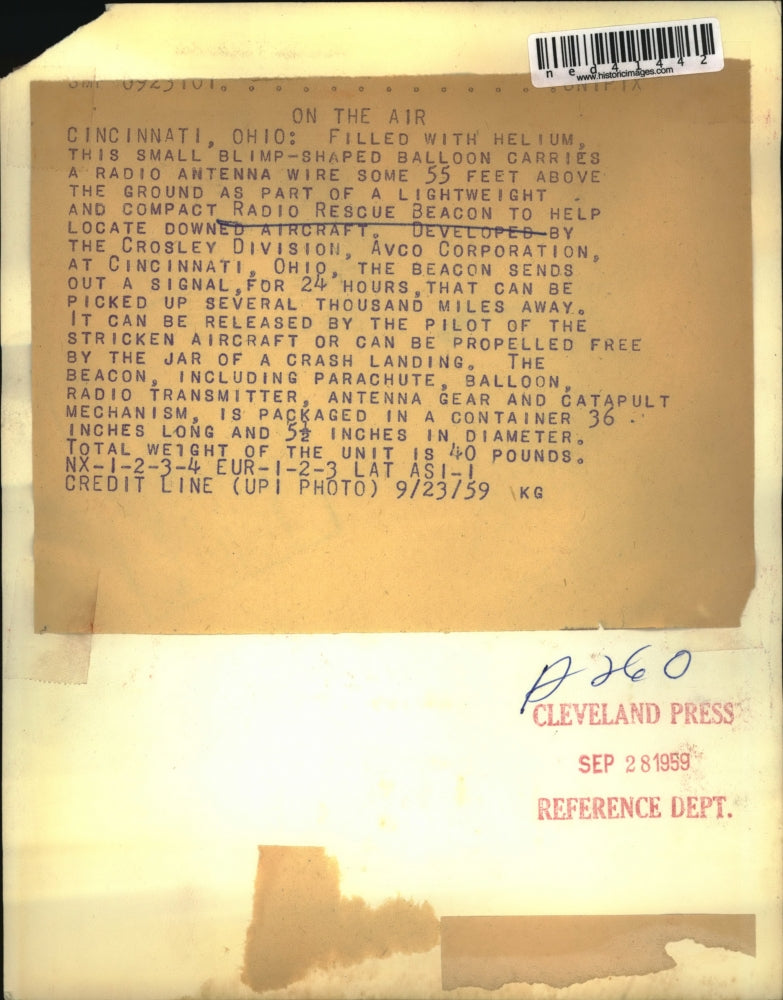 ned41442
www.historicimages.com
0923101. . . . . . . . . . . . . UNIPIX
ON THE AIR
CINCINNATI, OHIO: FILLED WITH HELIUM,
THIS SMALL BLIMP-SHAPED BALLOON CARRIES
A RADIO ANTENNA WIRE SOME 55 FEET ABOVE
THE GROUND AS PART OF A LIGHTWEIGHT
AND COMPACT RADIO RESCUE BEACON TO HELP
LOCATE DOWNED AIRCRAFT. DEVELOPED BY
THE CROSLEY DIVISION, AVCO CORPORATION,
AT CINCINNATI, OHIO, THE BEACON SENDS
OUT A SIGNAL, FOR 24 HOURS, THAT CAN BE
PICKED UP SEVERAL THOUSAND MILES AWAY.
IT CAN BE RELEASED BY THE PILOT OF THE
STRICKEN AIRCRAFT OR CAN BE PROPELLED FREE
BY THE JAR OF A CRASH LANDING. THE
BEACON, INCLUDING PARACHUTE, BALLOON,
RADIO TRANSMITTER, ANTENNA GEAR AND CATAPULT
MECHANISM, IS PACKAGED IN A CONTAINER 36
INCHES LONG AND 5½ INCHES IN DIAMETER.
TOTAL WEIGHT OF THE UNIT IS 40 POUNDS.
NX-1-2-3-4 EUR-1-2-3 LAT ASI-1
CREDIT LINE (UPI PHOTO) 9/23/59 KG
A260
CLEVELAND PRESS
SEP 28 1959
REFERENCE DEPT.